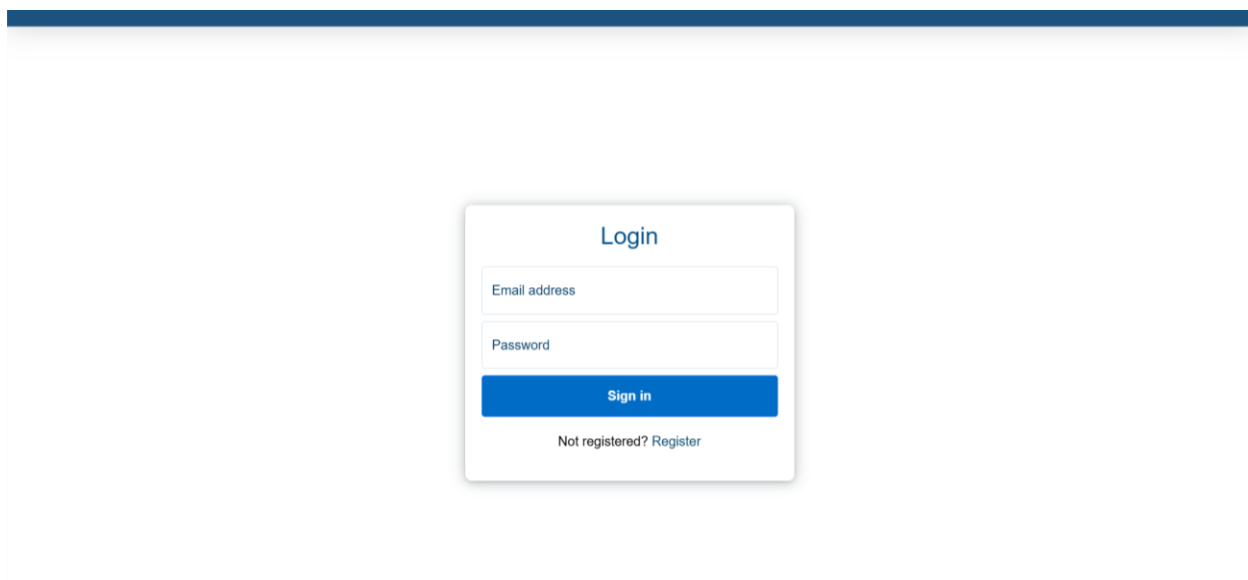 Login
Email address
Password
Sign in
Not registered? Register